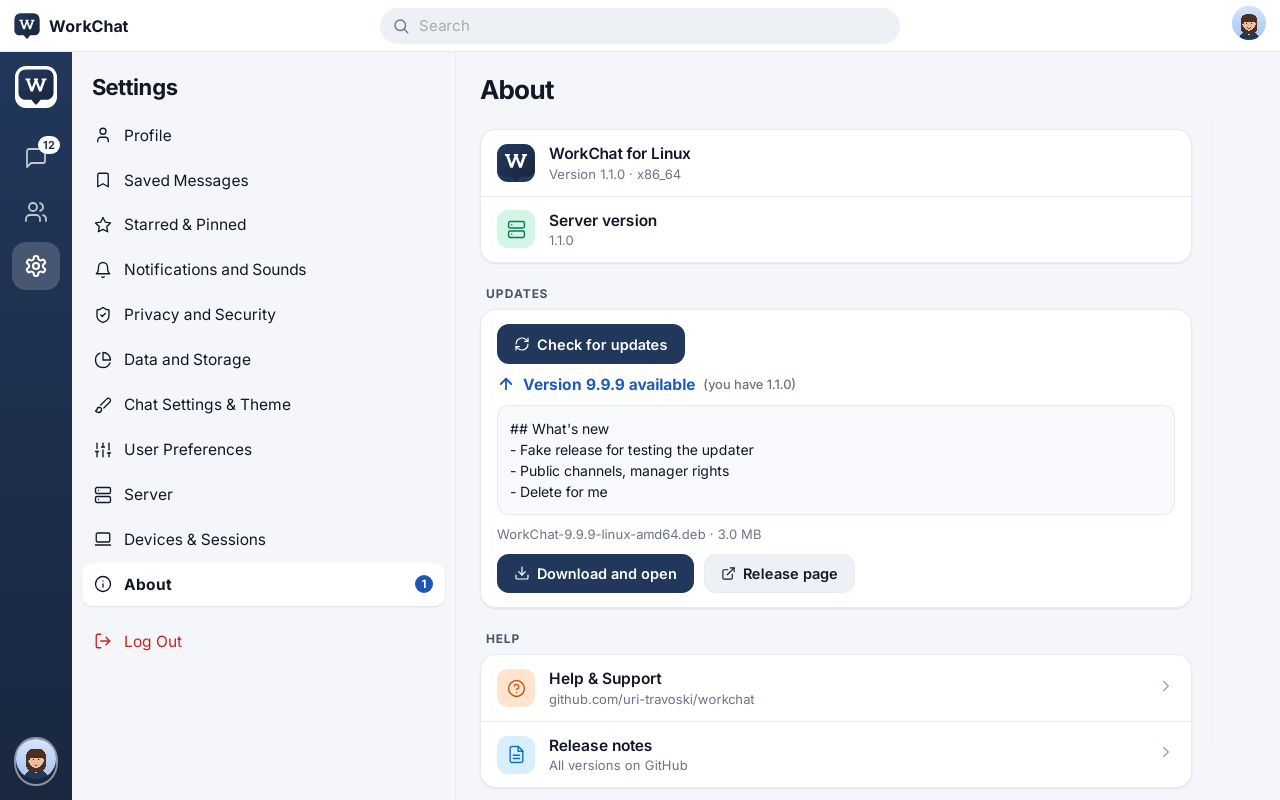 W WorkChat
Search
W
12
Settings
Profile
Saved Messages
Starred & Pinned
Notifications and Sounds
Privacy and Security
Data and Storage
Chat Settings & Theme
User Preferences
Server
Devices & Sessions
About 1
Log Out
About
W
WorkChat for Linux
Version 1.1.0 · x86_64
Server version
1.1.0
UPDATES
Check for updates
Version 9.9.9 available (you have 1.1.0)
## What's new
- Fake release for testing the updater
- Public channels, manager rights
- Delete for me
WorkChat-9.9.9-linux-amd64.deb · 3.0 MB
Download and open Release page
HELP
Help & Support
github.com/uri-travoski/workchat
Release notes
All versions on GitHub